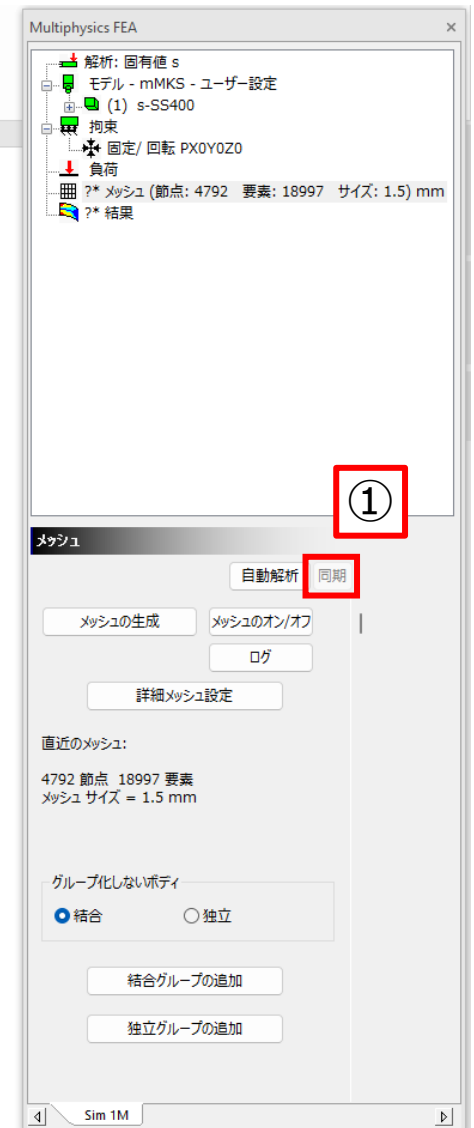 Multiphysics FEA
解析: 固有値 s
モデル - mMKS - ユーザー設定
(1) s-SS400
拘束
固定/ 回転 PX0Y0Z0
負荷
?* メッシュ (節点: 4792 要素: 18997 サイズ: 1.5) mm
?* 結果
①
メッシュ
自動解析 同期
メッシュの生成 メッシュのオン/オフ
ログ
詳細メッシュ設定
直近のメッシュ:
4792 節点 18997 要素
メッシュ サイズ = 1.5 mm
グループ化しないボディ
結合 独立
結合グループの追加
独立グループの追加
Sim 1M